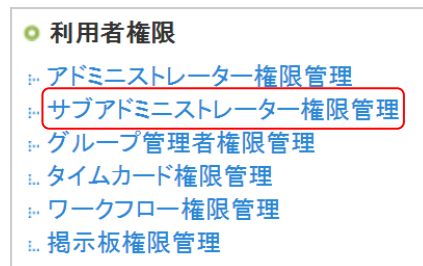 利用者権限
アドミニストレーター権限管理
サブアドミニストレーター権限管理
グループ管理者権限管理
タイムカード権限管理
ワークフロー権限管理
掲示板権限管理